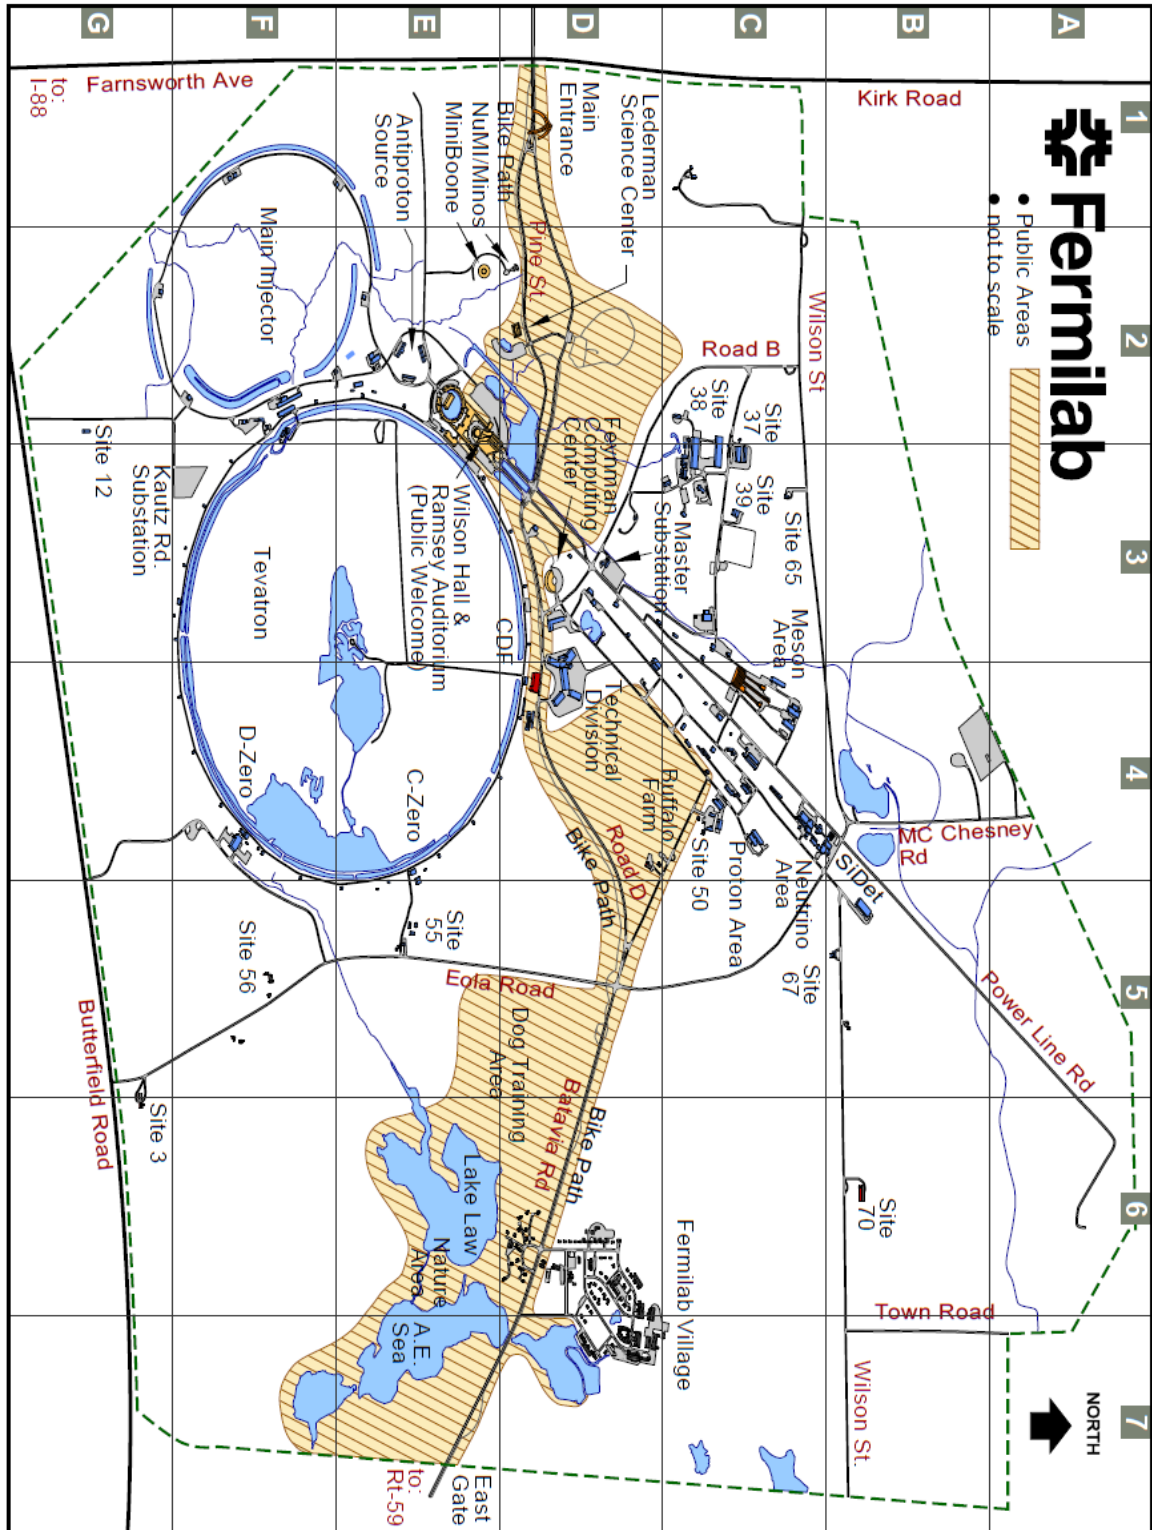 G
F
E
D
C
B
A
1
2
3
4
5
6
7
Fermilab
• Public Areas
• not to scale
NORTH
Kirk Road
Farnsworth Ave
to:
I-88
Main
Entrance
Lederman
Science Center
Bike Path
NuMI/Minos
MiniBoone
Antiproton
Source
Pine St.
Main Injector
Wilson St
Road B
Site
38
Site
37
Site
39
Site 65
Feynman
Computing
Center
Master
Substation
Meson
Area
Site 12
Kautz Rd.
Substation
Tevatron
Wilson Hall &
Ramsey Auditorium
(Public Welcome)
CDF
Technical
Division
Buffalo
Farm
Road D
Bike Path
Site 50
Proton Area
Neutrino
Area
SiDet
MC Chesney
Rd
D-Zero
C-Zero
Site
55
Site 56
Eola Road
Site
67
Power Line Rd
Dog Training
Area
Butterfield Road
Site 3
Bike Path
Batavia Rd
Lake Law
Nature
Area
A.E.
Sea
Site
70
Fermilab Village
Town Road
Wilson St.
East
Gate
to:
Rt-59